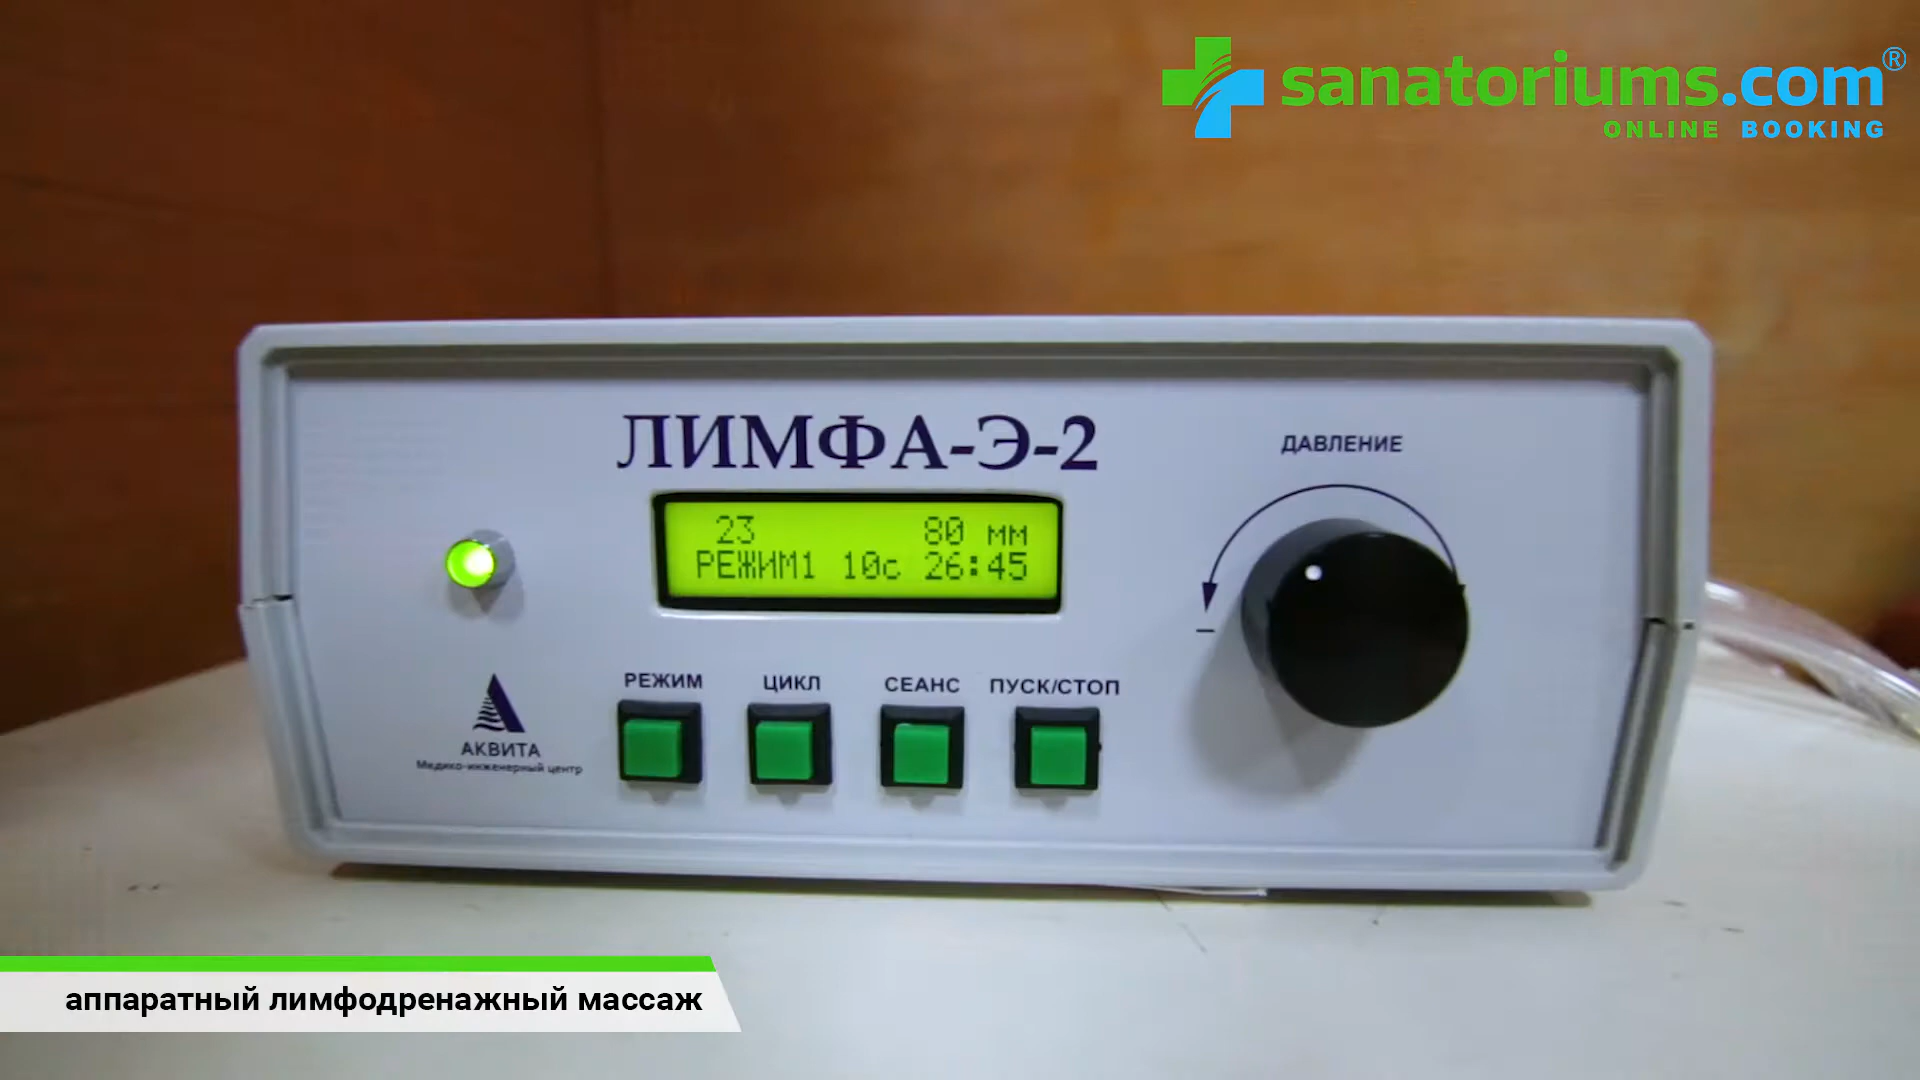 sanatoriums.com®
ONLINE BOOKING
ЛИМФА-Э-2
ДАВЛЕНИЕ
23 80 мм
РЕЖИМ1 10с 26:45
–
РЕЖИМ ЦИКЛ СЕАНС ПУСК/СТОП
АКВИТА
Медико-инженерный центр
аппаратный лимфодренажный массаж